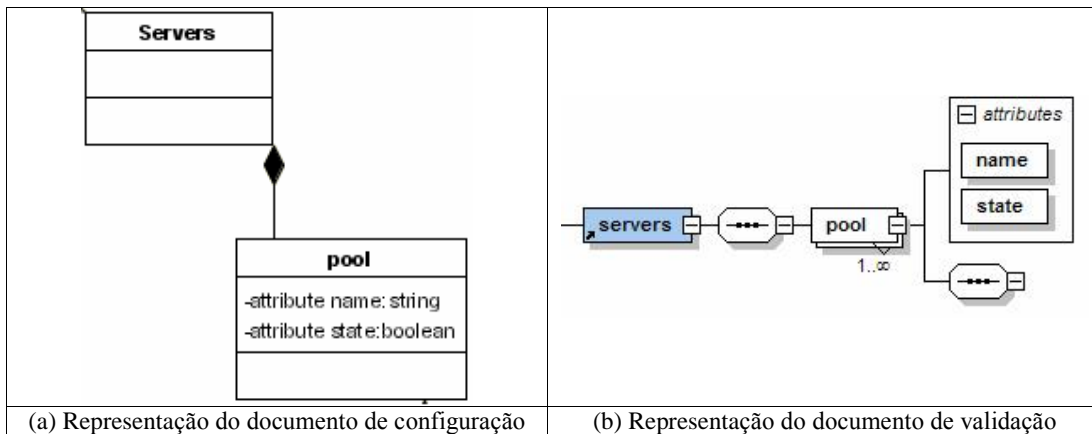 Servers
pool
-attribute name: string
-attribute state:boolean
(a) Representação do documento de configuração
attributes
name
state
servers
pool
1..∞
(b) Representação do documento de validação